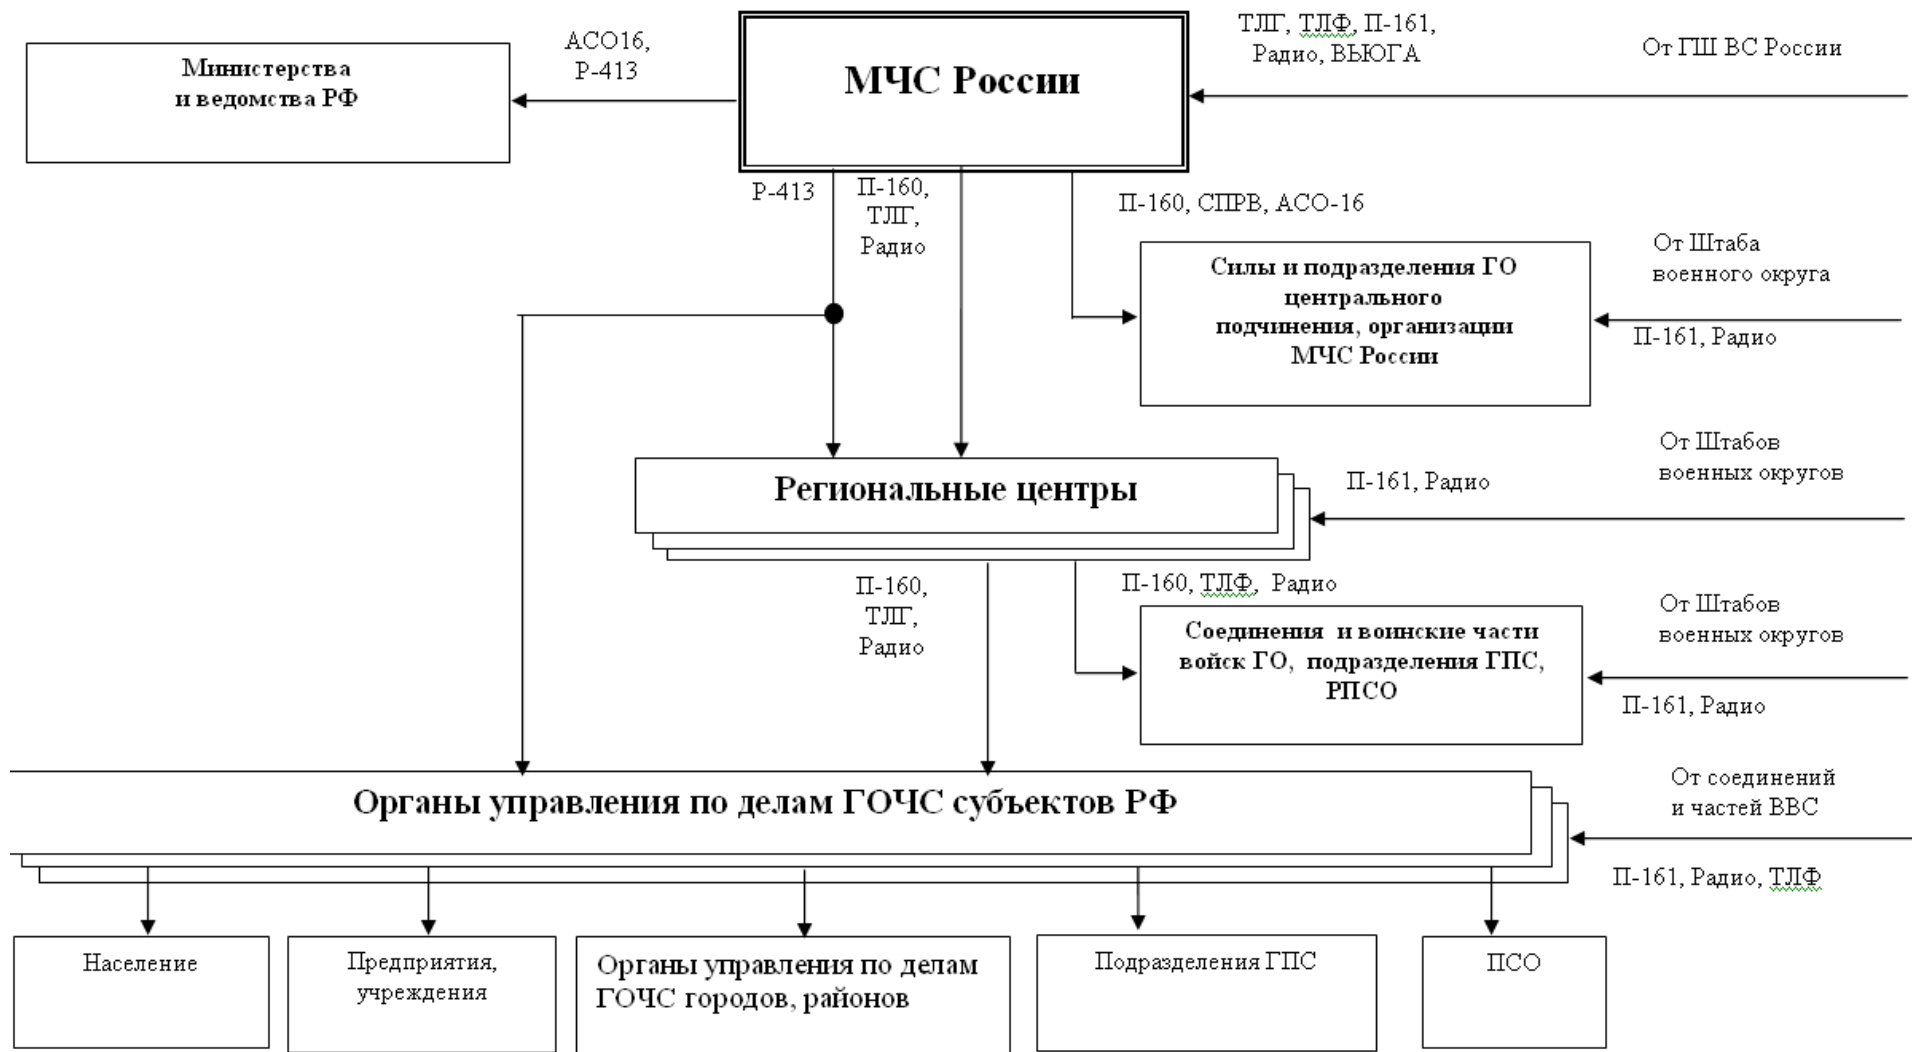 Министерства
и ведомства РФ
АСО16,
Р-413
МЧС России
ТЛГ, ТЛФ, П-161,
Радио, ВЬЮГА
От ГШ ВС России
Р-413
П-160,
ТЛГ,
Радио
П-160, СПРВ, АСО-16
Силы и подразделения ГО
центрального
подчинения, организации
МЧС России
От Штаба
военного округа
П-161, Радио
Региональные центры
П-161, Радио
От Штабов
военных округов
П-160,
ТЛГ,
Радио
П-160, ТЛФ, Радио
Соединения и воинские части
войск ГО, подразделения ГПС,
РПСО
От Штабов
военных округов
П-161, Радио
Органы управления по делам ГОЧС субъектов РФ
От соединений
и частей ВВС
П-161, Радио, ТЛФ
Население
Предприятия,
учреждения
Органы управления по делам
ГОЧС городов, районов
Подразделения ГПС
ПСО